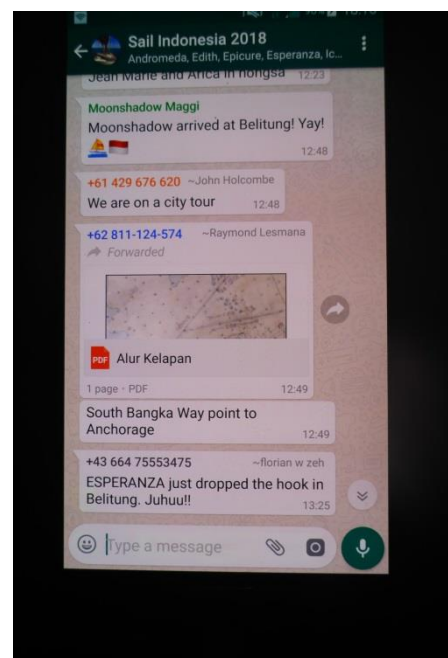 Sail Indonesia 2018
Andromeda, Edith, Epicure, Esperanza, Ic...
Jean Marie and Arica in nongsa 12:23
Moonshadow Maggi
Moonshadow arrived at Belitung! Yay!
12:48
+61 429 676 620 ~John Holcombe
We are on a city tour 12:48
+62 811-124-574 ~Raymond Lesmana
Forwarded
PDF Alur Kelapan
1 page · PDF 12:49
South Bangka Way point to
Anchorage 12:49
+43 664 75553475 ~florian w zeh
ESPERANZA just dropped the hook in
Belitung. Juhuu!! 13:25
Type a message